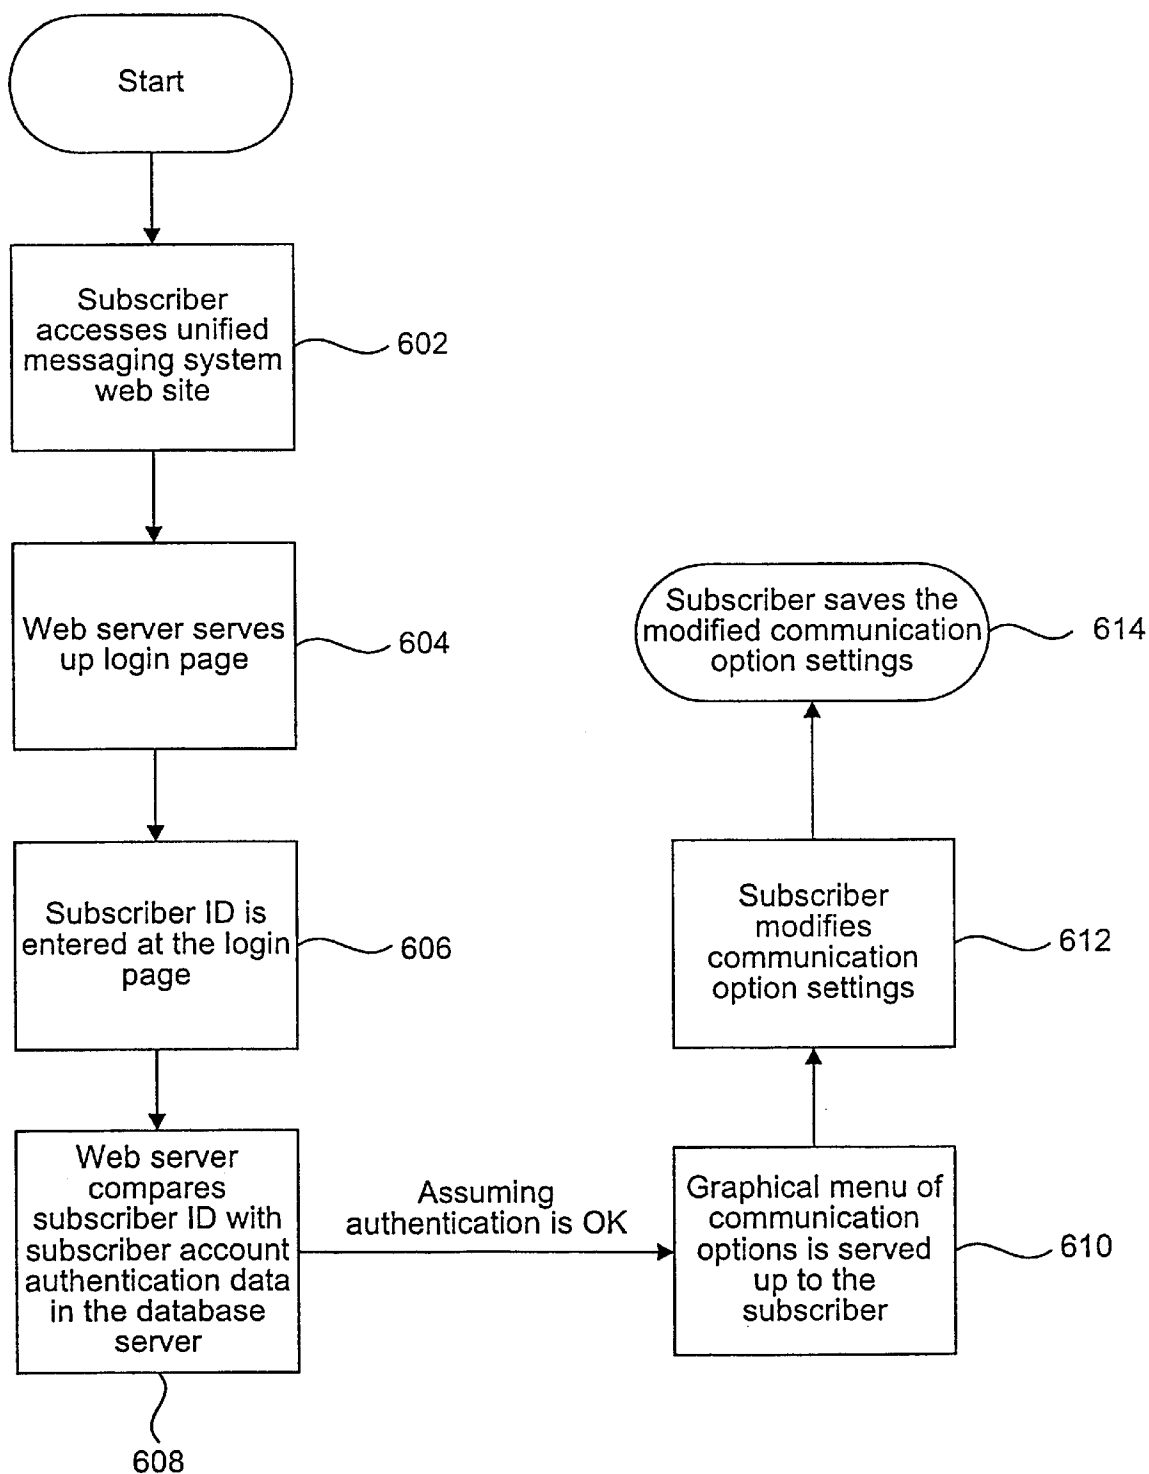 Start
Subscriber
accesses unified
messaging system
web site
602
Web server serves
up login page
604
Subscriber ID is
entered at the login
page
606
Web server
compares
subscriber ID with
subscriber account
authentication data
in the database
server
608
Assuming
authentication is OK
Graphical menu of
communication
options is served
up to the
subscriber
610
Subscriber
modifies
communication
option settings
612
Subscriber saves the
modified communication
option settings
614